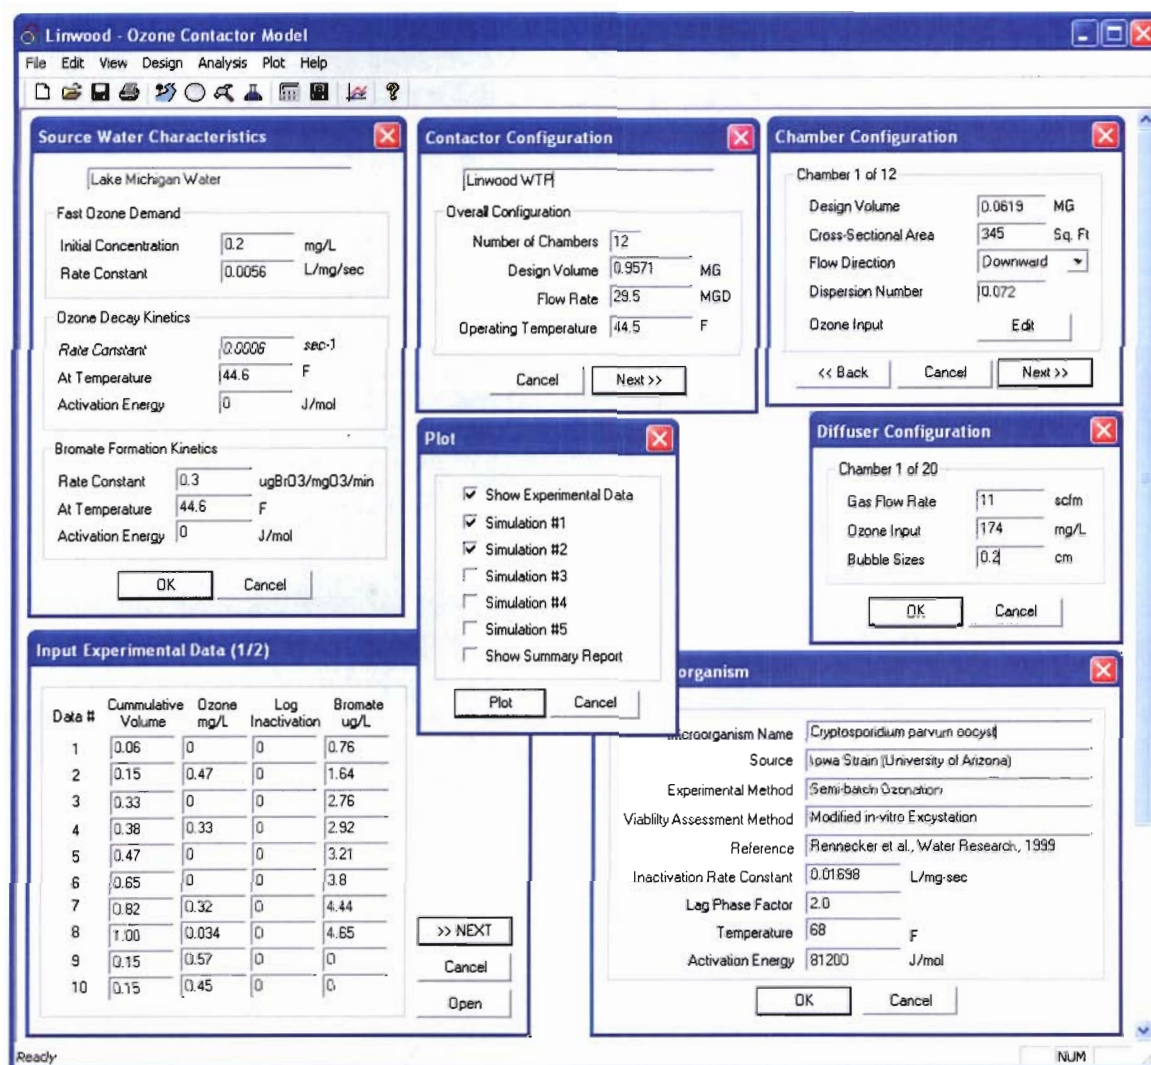 Linwood - Ozone Contactor Model
File Edit View Design Analysis Plot Help
Source Water Characteristics
Lake Michigan Water
Fast Ozone Demand
Initial Concentration 0.2 mg/L
Rate Constant 0.0056 L/mg/sec
Ozone Decay Kinetics
Rate Constant 0.0006 sec-1
At Temperature 44.6 F
Activation Energy 0 J/mol
Bromate Formation Kinetics
Rate Constant 0.3 ugBrO3/mgO3/min
At Temperature 44.6 F
Activation Energy 0 J/mol
OK Cancel
Contactor Configuration
Linwood WTP
Overall Configuration
Number of Chambers 12
Design Volume 0.9571 MG
Flow Rate 29.5 MGD
Operating Temperature 44.5 F
Cancel Next >>
Chamber Configuration
Chamber 1 of 12
Design Volume 0.0619 MG
Cross-Sectional Area 345 Sq. Ft
Flow Direction Downward
Dispersion Number 0.072
Ozone Input Edit
<< Back Cancel Next >>
Plot
Show Experimental Data
Simulation #1
Simulation #2
Simulation #3
Simulation #4
Simulation #5
Show Summary Report
Plot Cancel
Diffuser Configuration
Chamber 1 of 20
Gas Flow Rate 11 scfm
Ozone Input 174 mg/L
Bubble Sizes 0.2 cm
OK Cancel
Input Experimental Data (1/2)
Data # Cummulative Volume Ozone mg/L Log Inactivation Bromate ug/L
1 0.06 0 0 0.76
2 0.15 0.47 0 1.64
3 0.33 0 0 2.76
4 0.38 0.33 0 2.92
5 0.47 0 0 3.21
6 0.65 0 0 3.8
7 0.82 0.32 0 4.44
8 1.00 0.034 0 4.65
9 0.15 0.57 0 0
10 0.15 0.45 0 0
>> NEXT
Cancel
Open
organism
Microorganism Name Cryptosporidium parvum oocyst
Source Iowa Strain (University of Arizona)
Experimental Method Semi-batch Ozonation
Viablilty Assessment Method Modified in-vitro Excystation
Reference Rennecker et al., Water Research, 1999
Inactivation Rate Constant 0.01698 L/mg-sec
Lag Phase Factor 2.0
Temperature 68 F
Activation Energy 81200 J/mol
OK Cancel
Ready NUM